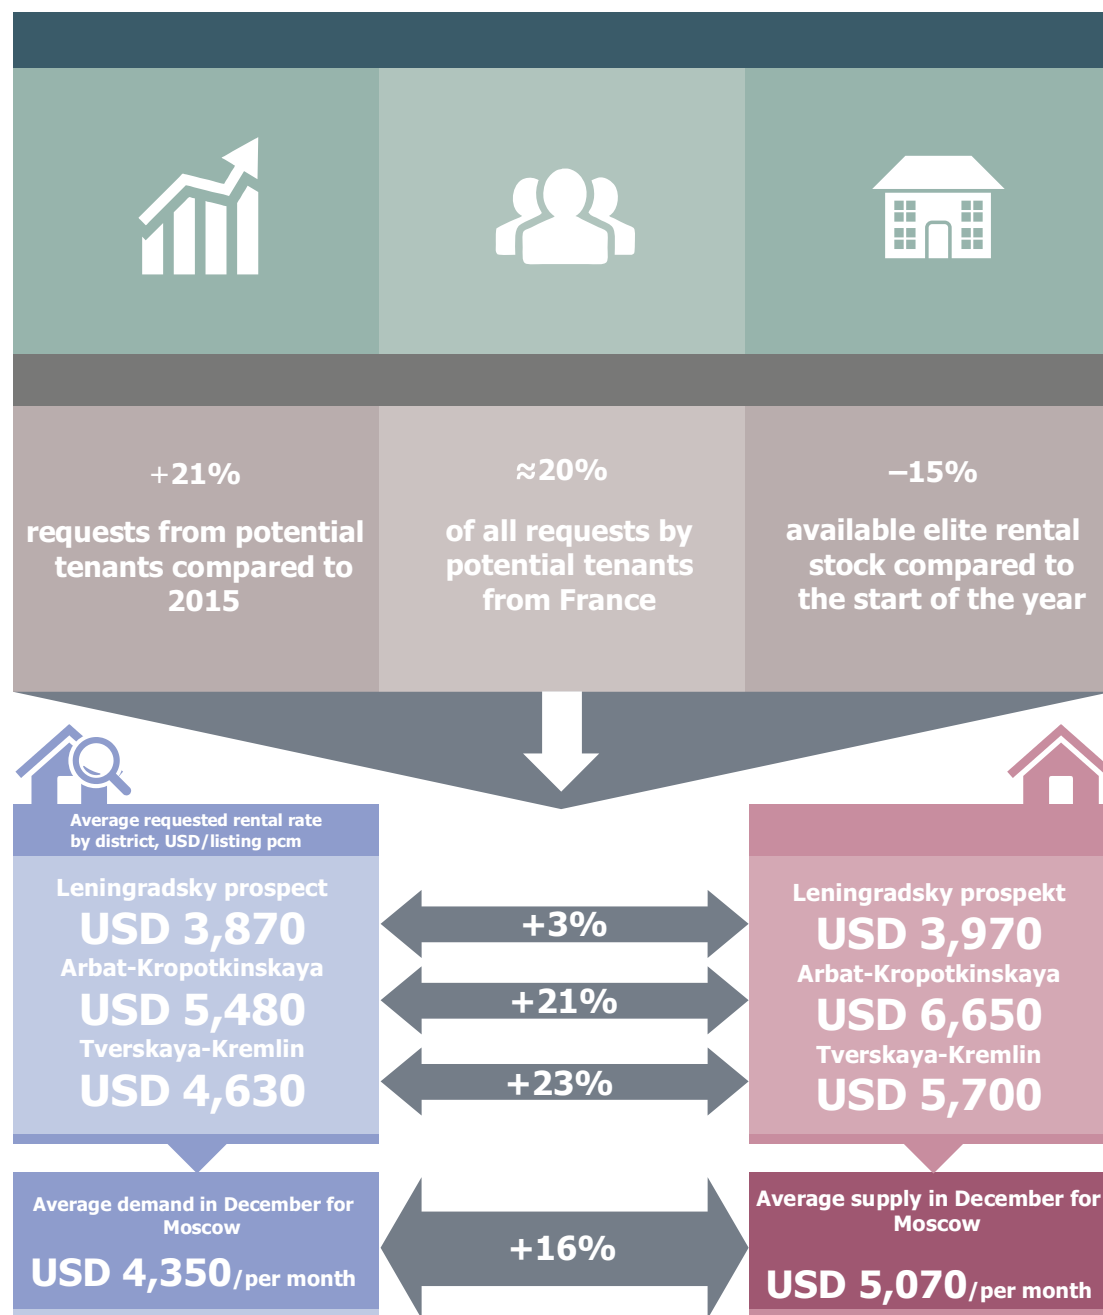 +21%
requests from potential
tenants compared to
2015
≈20%
of all requests by
potential tenants
from France
–15%
available elite rental
stock compared to
the start of the year
Average requested rental rate
by district, USD/listing pcm
Leningradsky prospect
USD 3,870
Arbat-Kropotkinskaya
USD 5,480
Tverskaya-Kremlin
USD 4,630
+3%
+21%
+23%
Leningradsky prospekt
USD 3,970
Arbat-Kropotkinskaya
USD 6,650
Tverskaya-Kremlin
USD 5,700
Average demand in December for
Moscow
USD 4,350/per month
+16%
Average supply in December for
Moscow
USD 5,070/per month